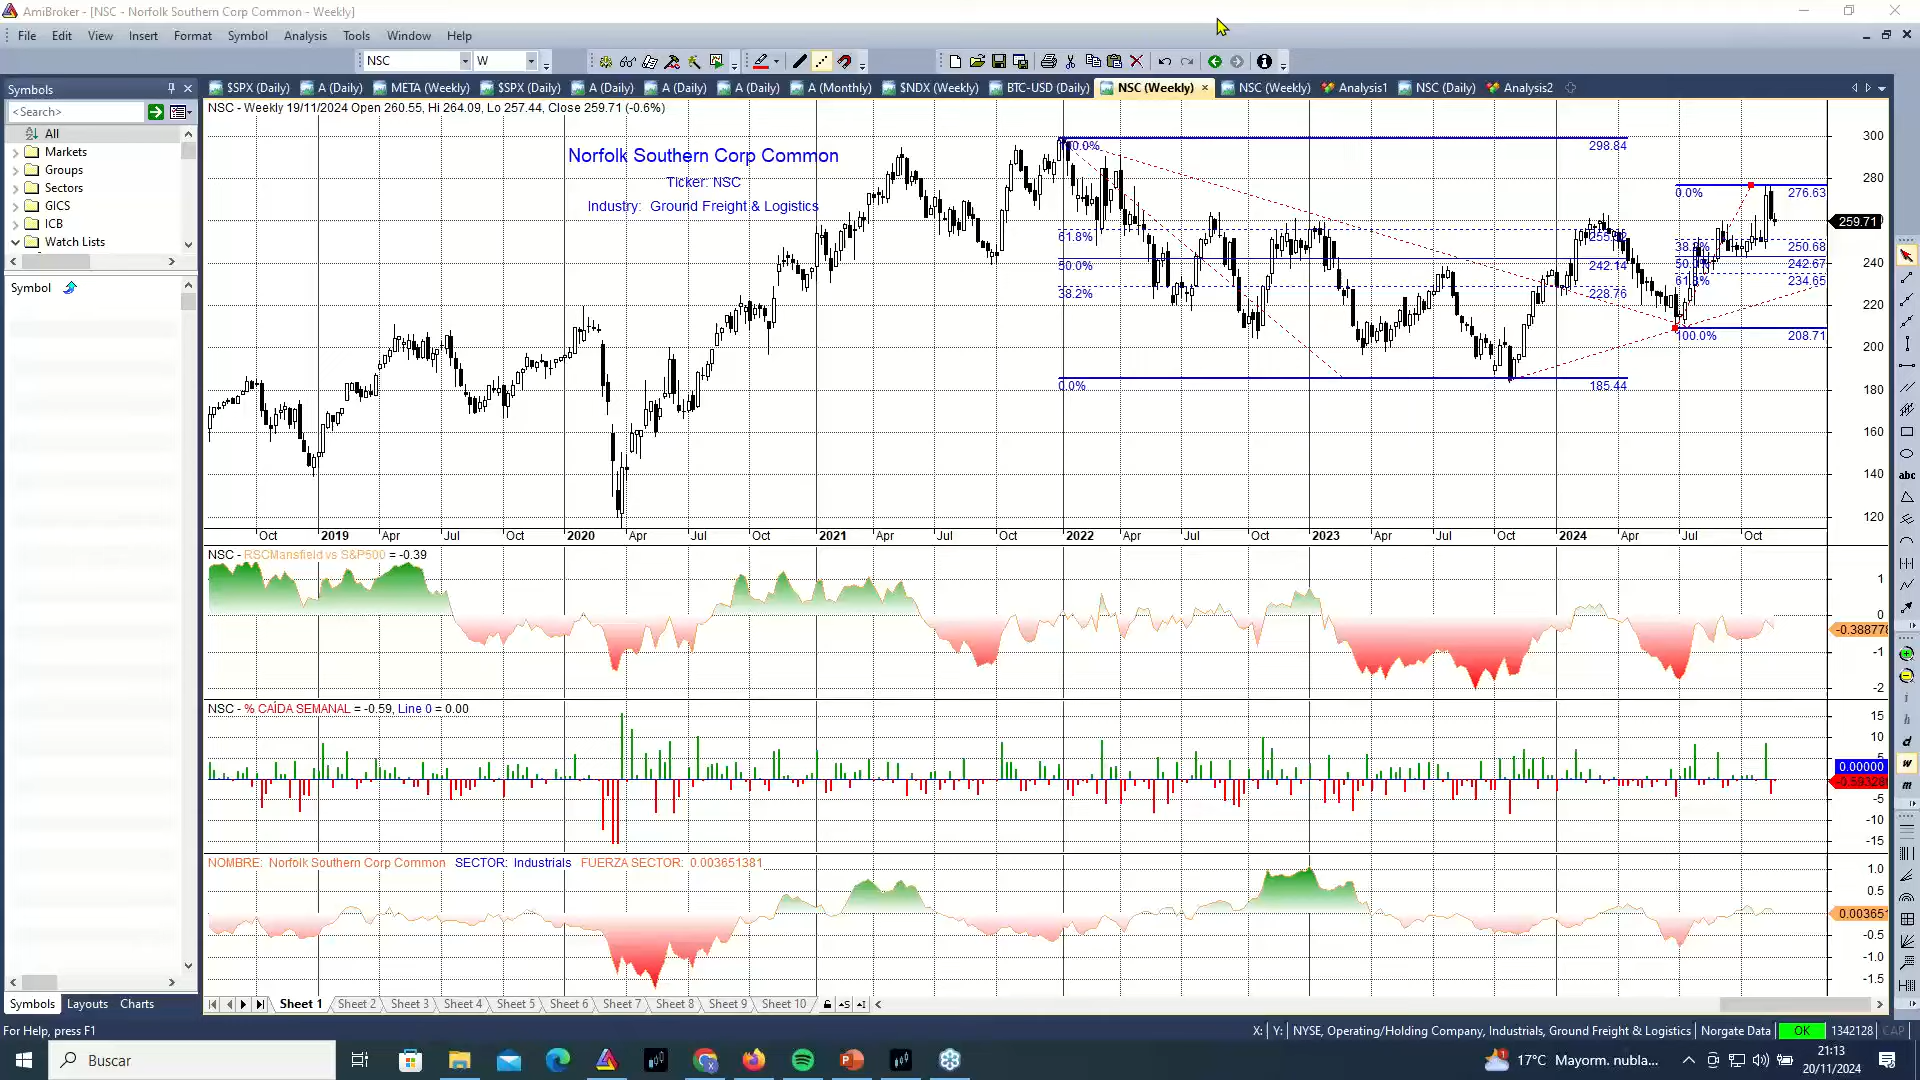 AmiBroker - [NSC - Norfolk Southern Corp Common - Weekly]
File Edit View Insert Format Symbol Analysis Tools Window Help
NSC W
Symbols
$SPX (Daily) A (Daily) META (Weekly) $SPX (Daily) A (Daily) A (Daily) A (Daily) A (Monthly) $NDX (Weekly) BTC-USD (Daily) NSC (Weekly) NSC (Weekly) Analysis1 NSC (Daily) Analysis2
<Search>
All
Markets
Groups
Sectors
GICS
ICB
Watch Lists
Symbol
NSC - Weekly 19/11/2024 Open 260.55, Hi 264.09, Lo 257.44, Close 259.71 (-0.6%)
Norfolk Southern Corp Common
Ticker: NSC
Industry: Ground Freight & Logistics
298.84
61.8%
50.0% 242.14
38.2% 228.76
0.0% 185.44
0.0% 276.63
250.68
242.67
234.65
100.0% 208.71
300
280
259.71
240
220
200
180
160
140
120
Oct 2019 Apr Jul Oct 2020 Apr Jul Oct 2021 Apr Jul Oct 2022 Apr Jul Oct 2023 Apr Jul Oct 2024 Apr Jul Oct
NSC - RSCMansfield vs S&P500 = -0.39
1
0
-0.388778
-1
-2
NSC - % CAÍDA SEMANAL = -0.59, Line 0 = 0.00
15
10
5
0.00000
-5
-10
-15
NOMBRE: Norfolk Southern Corp Common SECTOR: Industrials FUERZA SECTOR: 0.003651381
1.0
0.5
0.003651
-0.5
-1.0
-1.5
abc
i
h
d
w
m
Symbols Layouts Charts
Sheet 1 Sheet 2 Sheet 3 Sheet 4 Sheet 5 Sheet 6 Sheet 7 Sheet 8 Sheet 9 Sheet 10
For Help, press F1
X: Y: NYSE, Operating/Holding Company, Industrials, Ground Freight & Logistics Norgate Data OK 1342128 CAP
Buscar
17°C Mayorm. nubla...
21:13
20/11/2024